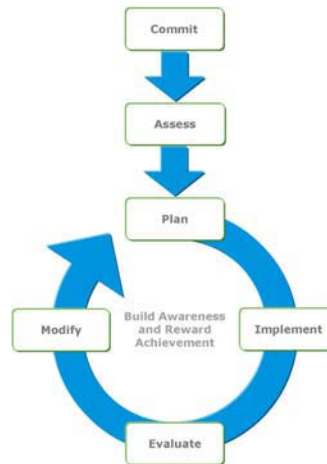 Commit
Assess
Plan
Build Awareness
and Reward
Achievement
Modify
Implement
Evaluate